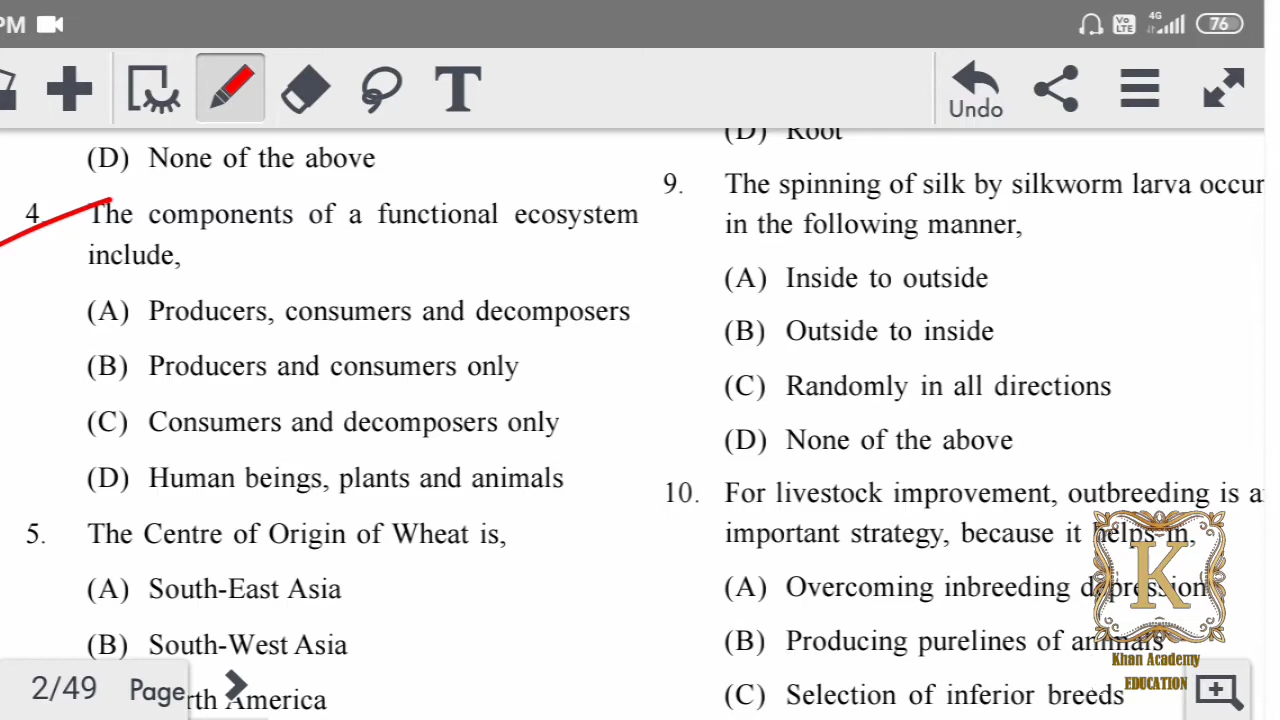 PM
Vo
LTE
4G
76
T
Undo
(D) None of the above
4. The components of a functional ecosystem
include,
(A) Producers, consumers and decomposers
(B) Producers and consumers only
(C) Consumers and decomposers only
(D) Human beings, plants and animals
5. The Centre of Origin of Wheat is,
(A) South-East Asia
(B) South-West Asia
rth America
2/49 Page
(D) Root
9. The spinning of silk by silkworm larva occur
in the following manner,
(A) Inside to outside
(B) Outside to inside
(C) Randomly in all directions
(D) None of the above
10. For livestock improvement, outbreeding is a
important strategy, because it helps in,
(A) Overcoming inbreeding depression
(B) Producing purelines of animals
(C) Selection of inferior breeds
K
Khan Academy
EDUCATION